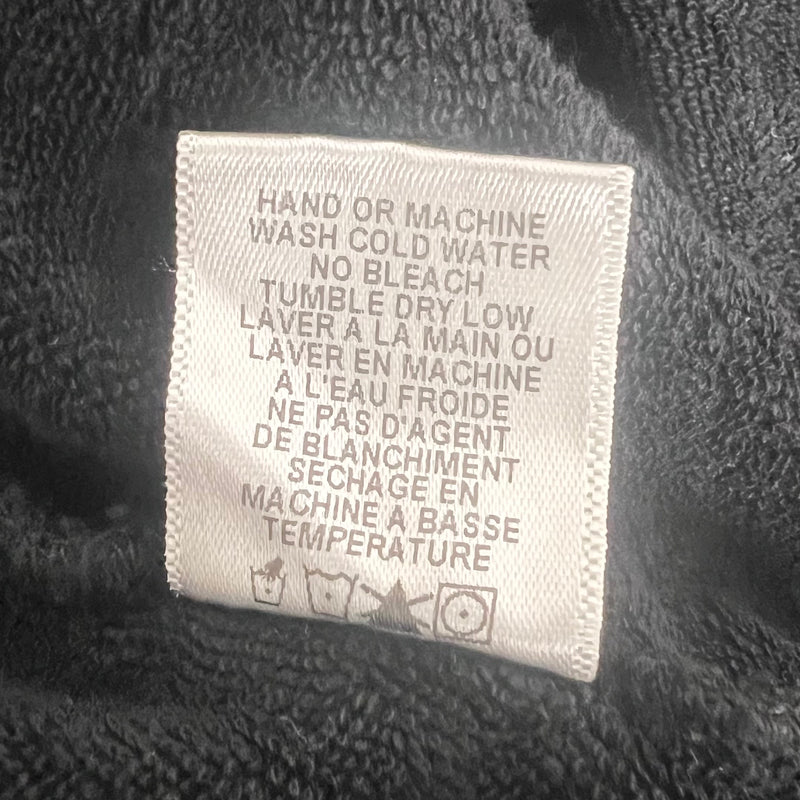 HAND OR MACHINE
WASH COLD WATER
NO BLEACH
TUMBLE DRY LOW
LAVER A LA MAIN OU
LAVER EN MACHINE
A L'EAU FROIDE
NE PAS D'AGENT
DE BLANCHIMENT
SECHAGE EN
MACHINE A BASSE
TEMPERATURE